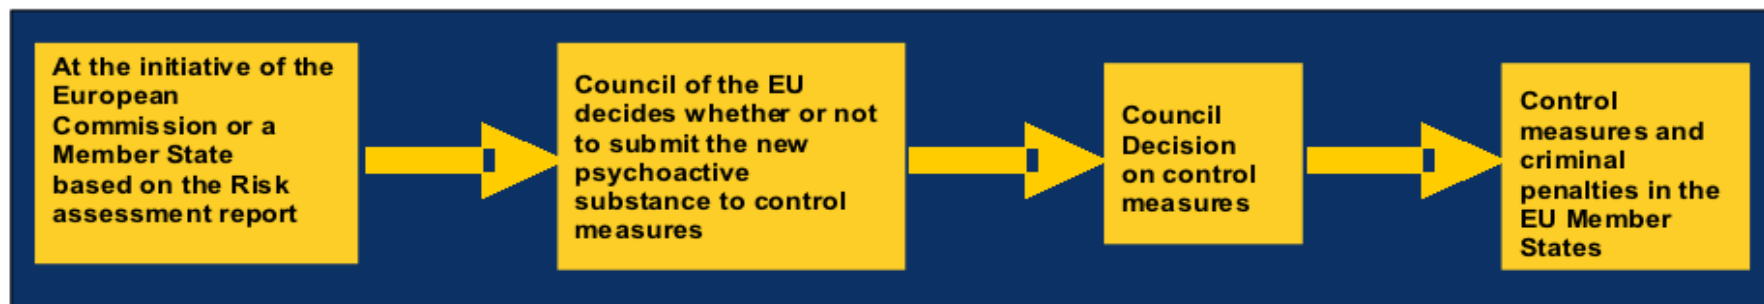 At the initiative of the
European
Commission or a
Member State
based on the Risk
assessment report
Council of the EU
decides whether or not
to submit the new
psychoactive
substance to control
measures
Council
Decision
on control
measures
Control
measures and
criminal
penalties in the
EU Member
States